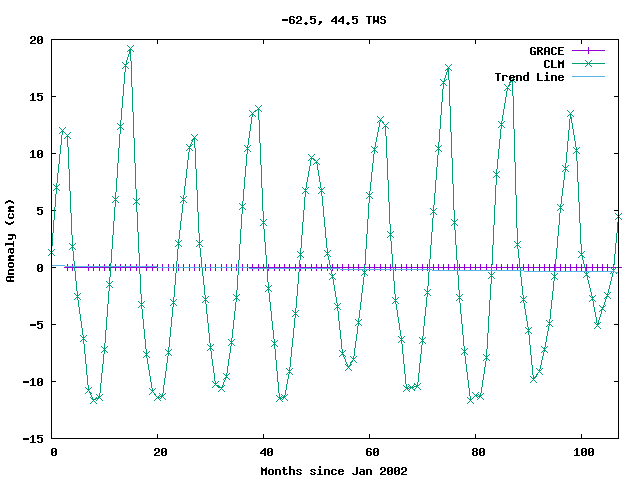 -62.5, 44.5 TWS
GRACE
CLM
Trend Line
20
15
10
5
0
-5
-10
-15
Anomaly (cm)
0 20 40 60 80 100
Months since Jan 2002